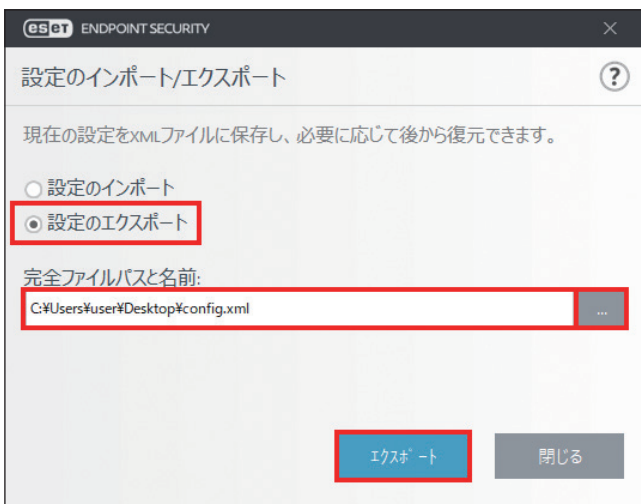 eset ENDPOINT SECURITY
設定のインポート/エクスポート
?
現在の設定をXMLファイルに保存し、必要に応じて後から復元できます。
設定のインポート
設定のエクスポート
完全ファイルパスと名前:
C:¥Users¥user¥Desktop¥config.xml
...
エクスポート 閉じる